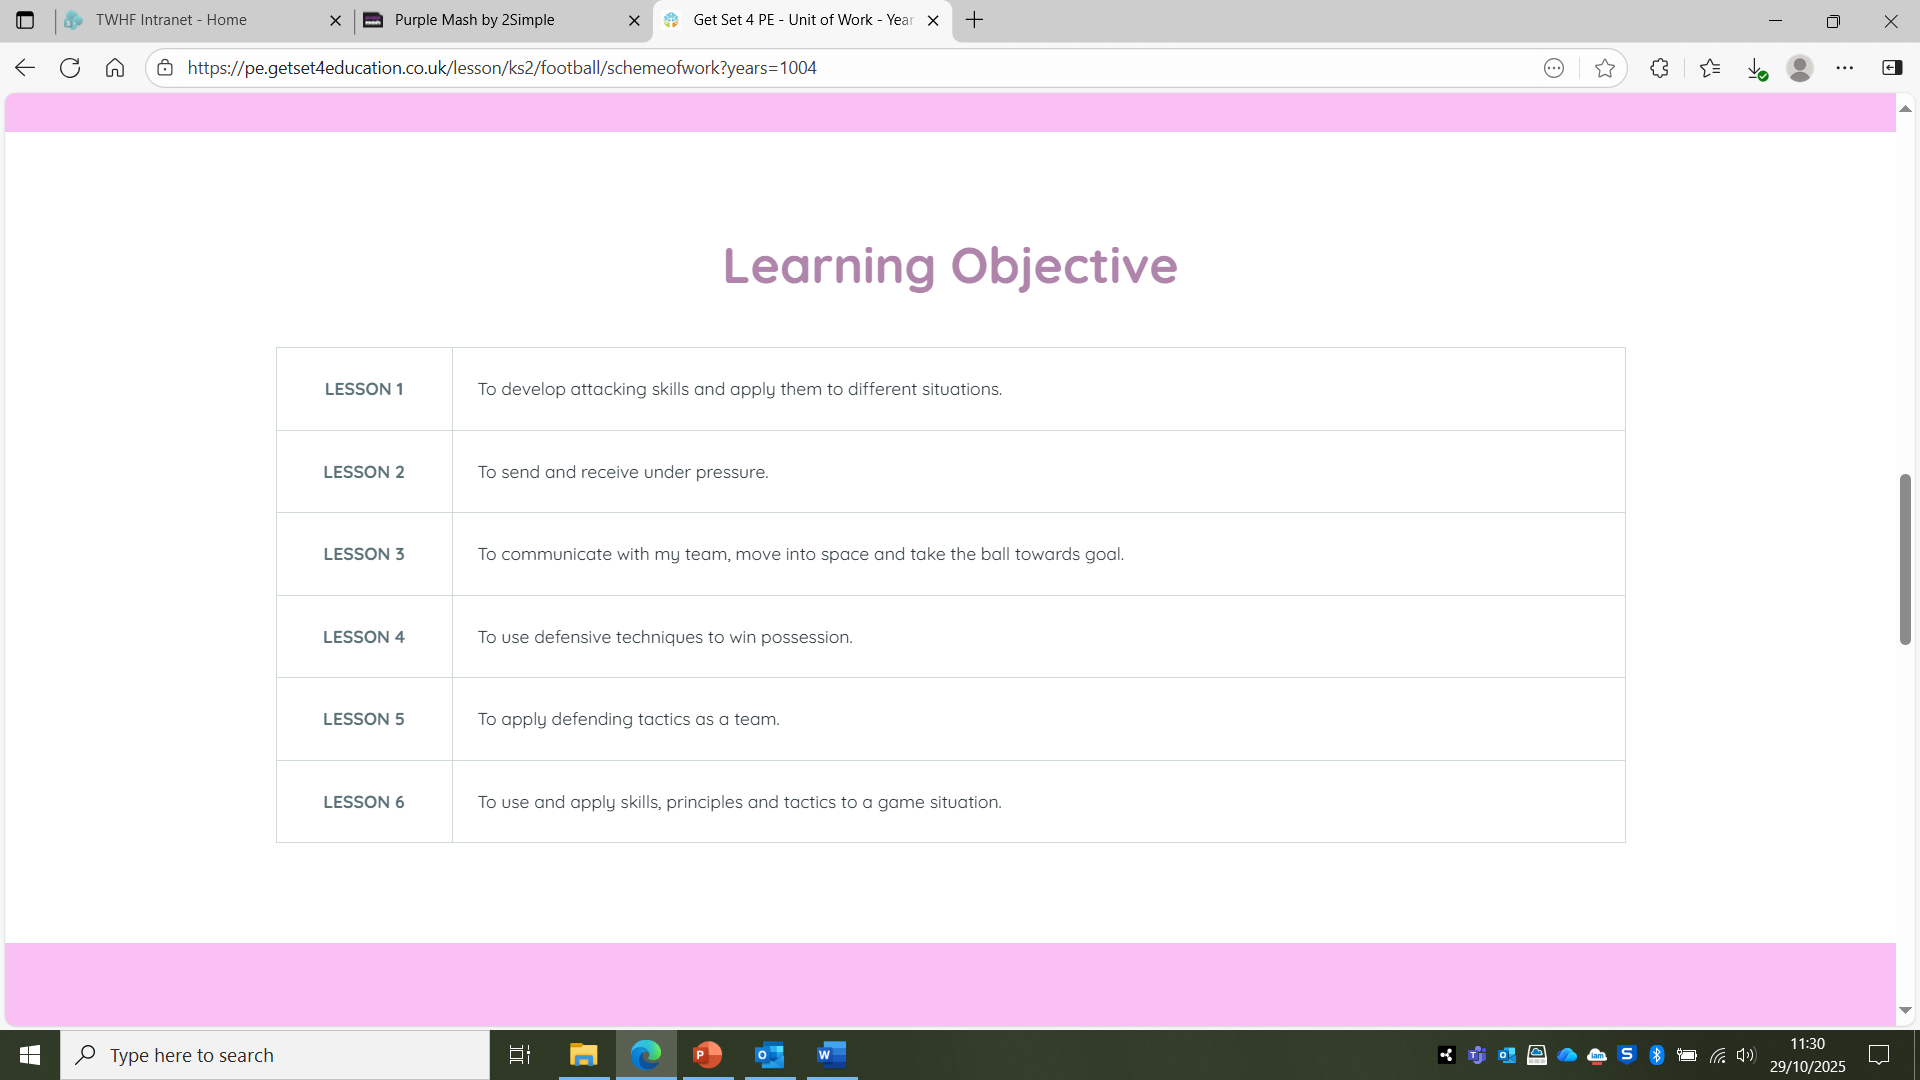 TWHF Intranet - Home
Purple Mash by 2Simple
Get Set 4 PE - Unit of Work - Year
https://pe.getset4education.co.uk/lesson/ks2/football/schemeofwork?years=1004
Learning Objective
LESSON 1 To develop attacking skills and apply them to different situations.
LESSON 2 To send and receive under pressure.
LESSON 3 To communicate with my team, move into space and take the ball towards goal.
LESSON 4 To use defensive techniques to win possession.
LESSON 5 To apply defending tactics as a team.
LESSON 6 To use and apply skills, principles and tactics to a game situation.
Type here to search
11:30
29/10/2025